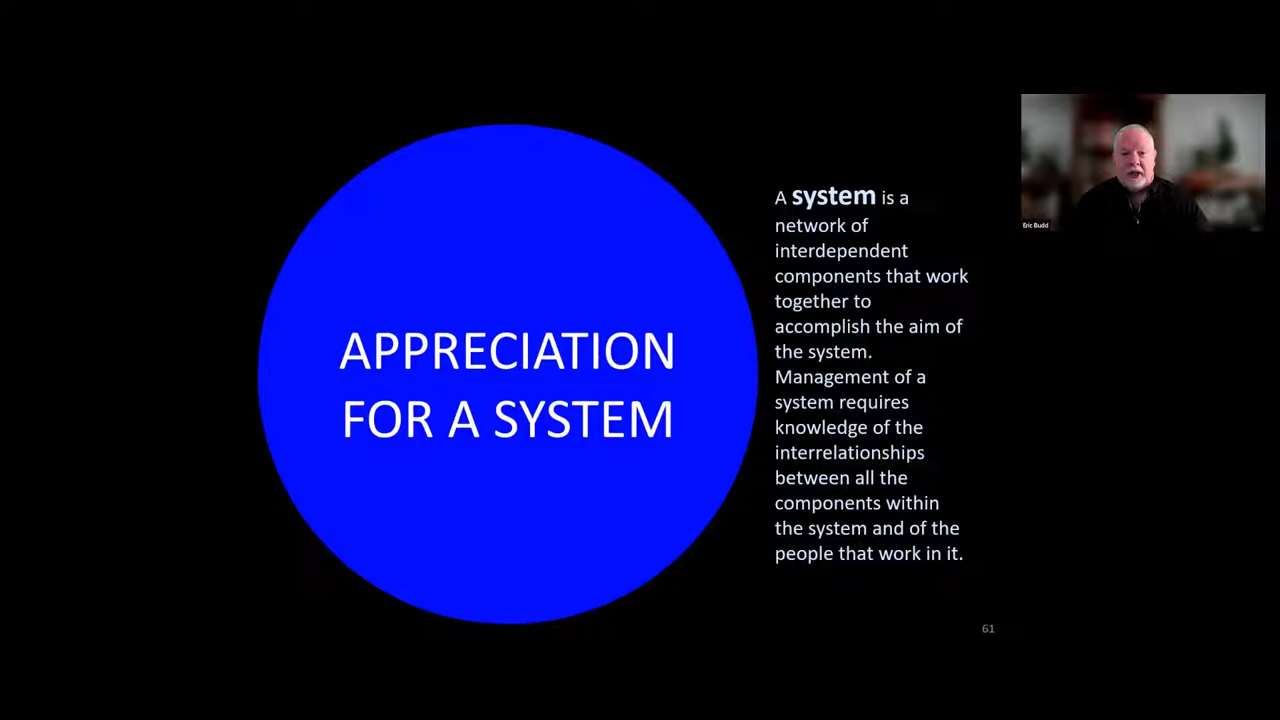 APPRECIATION
FOR A SYSTEM
A system is a
network of
interdependent
components that work
together to
accomplish the aim of
the system.
Management of a
system requires
knowledge of the
interrelationships
between all the
components within
the system and of the
people that work in it.
Eric Budd
61